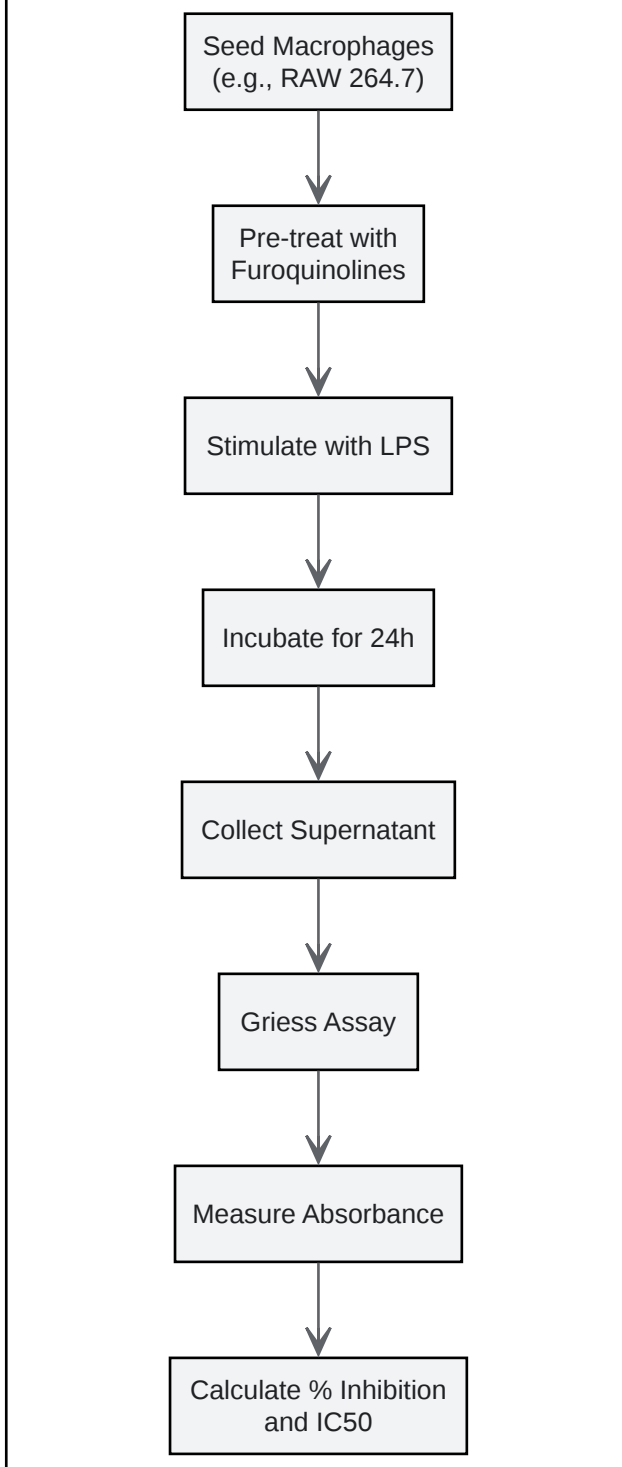 Seed Macrophages
(e.g., RAW 264.7)
Pre-treat with
Furoquinolines
Stimulate with LPS
Incubate for 24h
Collect Supernatant
Griess Assay
Measure Absorbance
Calculate % Inhibition
and IC50